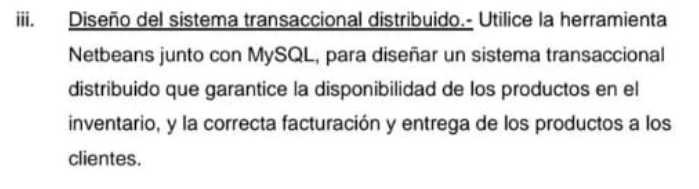 iii. Diseño del sistema transaccional distribuido.- Utilice la herramienta
Netbeans junto con MySQL, para diseñar un sistema transaccional
distribuido que garantice la disponibilidad de los productos en el
inventario, y la correcta facturación y entrega de los productos a los
clientes.